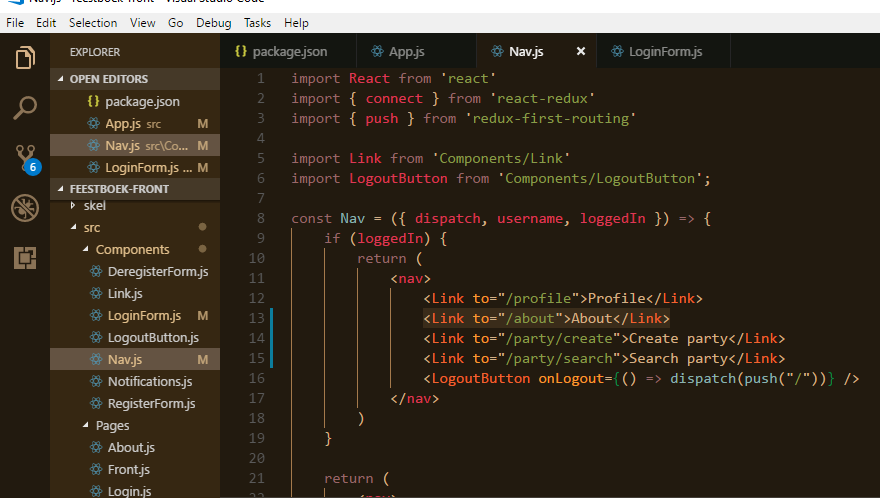 Nav.js - feestboek-front - Visual Studio Code
File Edit Selection View Go Debug Tasks Help
EXPLORER
OPEN EDITORS
{} package.json
App.js src M
Nav.js src\Co... M
LoginForm.js ... M
FEESTBOEK-FRONT
skel
src
Components
DeregisterForm.js
Link.js
LoginForm.js M
LogoutButton.js
Nav.js M
Notifications.js
RegisterForm.js
Pages
About.js
Front.js
Login.js
6
{} package.json App.js Nav.js × LoginForm.js
1 import React from 'react'
2 import { connect } from 'react-redux'
3 import { push } from 'redux-first-routing'
4
5 import Link from 'Components/Link'
6 import LogoutButton from 'Components/LogoutButton';
7
8 const Nav = ({ dispatch, username, loggedIn }) => {
9 if (loggedIn) {
10 return (
11 <nav>
12 <Link to="/profile">Profile</Link>
13 <Link to="/about">About</Link>
14 <Link to="/party/create">Create party</Link>
15 <Link to="/party/search">Search party</Link>
16 <LogoutButton onLogout={() => dispatch(push("/"))} />
17 </nav>
18 )
19 }
20
21 return (
22 <nav>